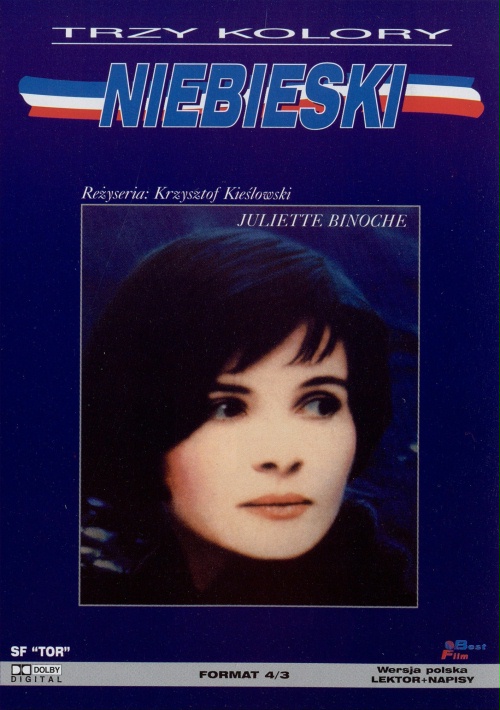 TRZY KOLORY
NIEBIESKI
Reżyseria: Krzysztof Kieślowski
JULIETTE BINOCHE
SF "TOR"
DOLBY
DIGITAL
FORMAT 4/3
Best
Film
Wersja polska
LEKTOR+NAPISY